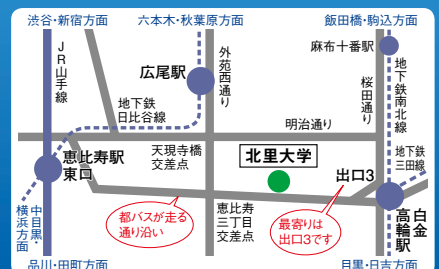 渋谷・新宿方面
六本木・秋葉原方面
飯田橋・駒込方面
JR山手線
広尾駅
外苑西通り
麻布十番駅
桜田通り
地下鉄南北線
地下鉄
日比谷線
明治通り
恵比寿駅
東口
天現寺橋
交差点
北里大学
出口3
地下鉄
三田線
中目黒・
横浜方面
都バスが走る
通り沿い
恵比寿
三丁目
交差点
最寄りは
出口3です
白金
高輪駅
品川・田町方面
目黒・日吉方面